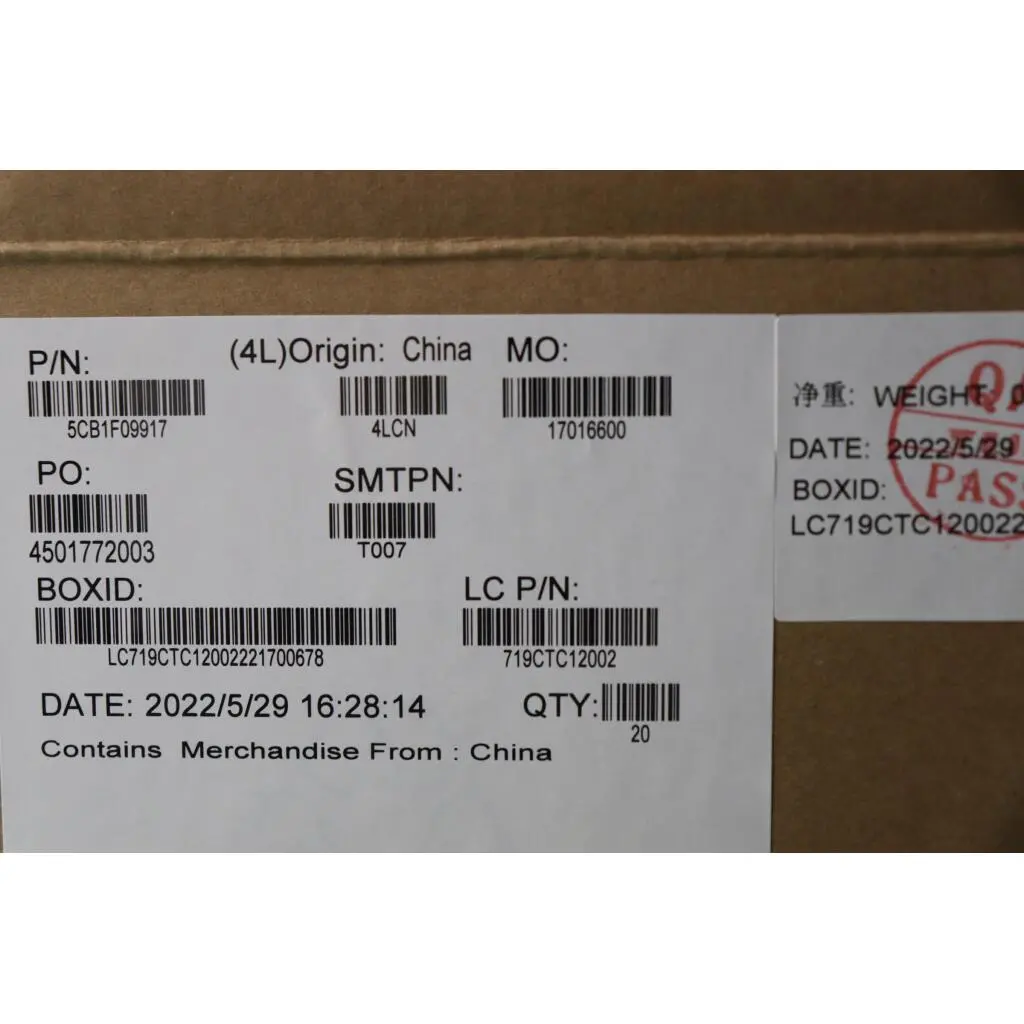 P/N:
5CB1F09917
(4L)Origin: China
4LCN
MO:
17016600
PO:
4501772003
SMTPN:
T007
BOXID:
LC719CTC12002221700678
LC P/N:
719CTC12002
DATE: 2022/5/29 16:28:14
QTY:
20
Contains Merchandise From : China
净重: WEIGHT
DATE: 2022/5/29
BOXID:
LC719CTC120022
PASS